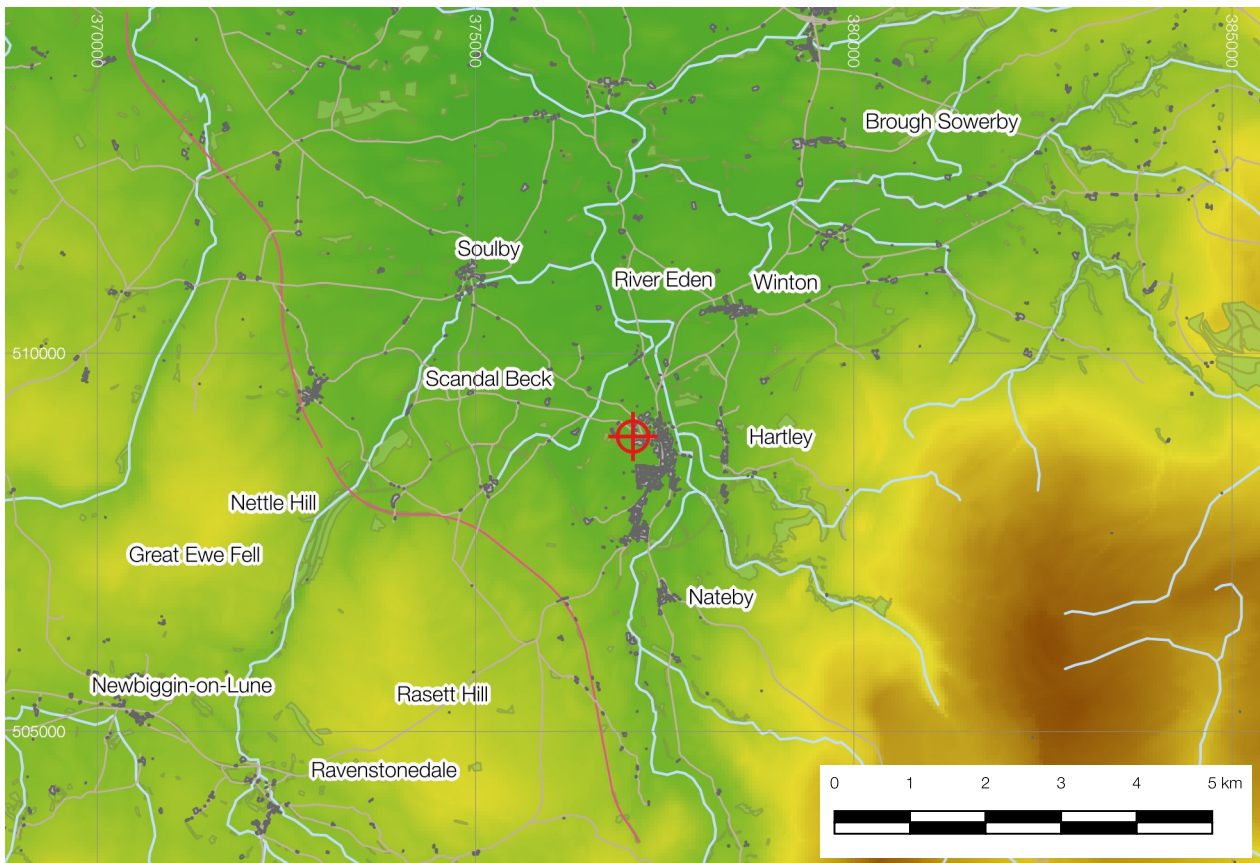 370000
375000
380000
385000
Brough Sowerby
Soulby
River Eden
Winton
510000
Scandal Beck
Hartley
Nettle Hill
Great Ewe Fell
Nateby
Newbiggin-on-Lune
Rasett Hill
505000
Ravenstonedale
0 1 2 3 4 5 km